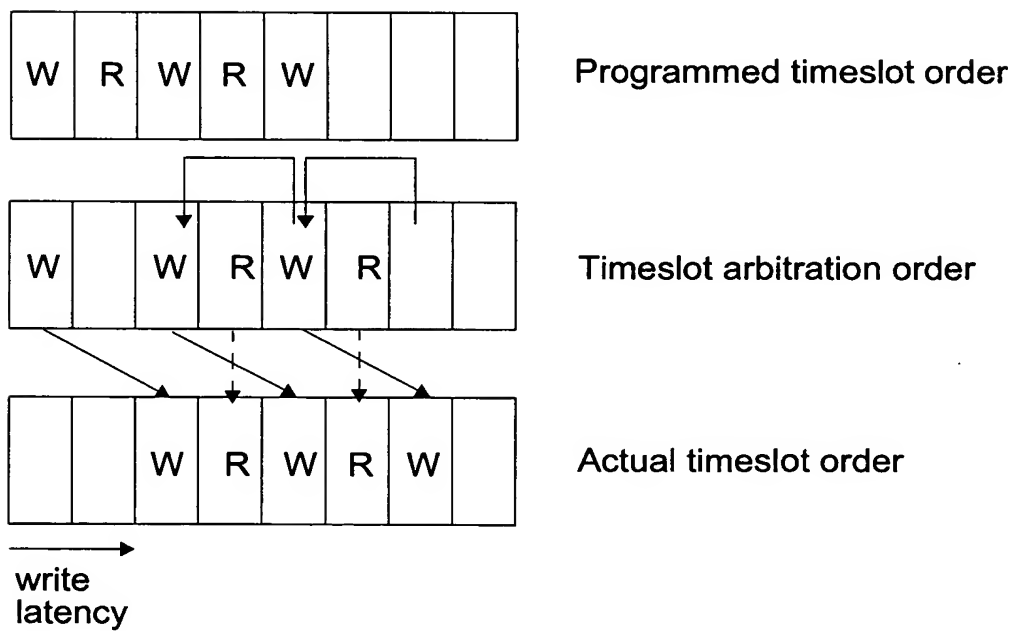 W R W R W
Programmed timeslot order
W W R W R
Timeslot arbitration order
W R W R W
Actual timeslot order
write
latency